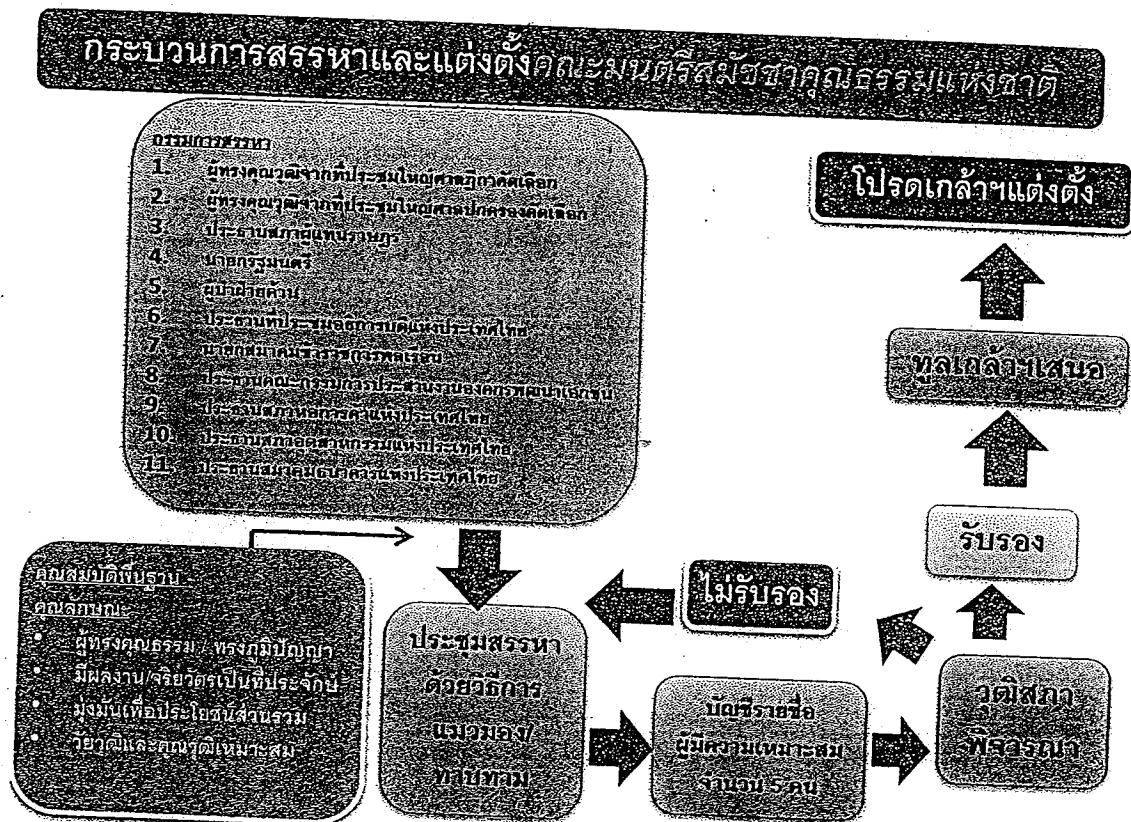 กระบวนการสรรหาและแต่งตั้งคณะมนตรีสมัชชาคุณธรรมแห่งชาติ
กรรมการสรรหา
1. ผู้ทรงคุณวุฒิจากที่ประชุมใหญ่ศาลฎีกาคัดเลือก
2. ผู้ทรงคุณวุฒิจากที่ประชุมใหญ่ศาลปกครองคัดเลือก
3. ประธานสภาผู้แทนราษฎร
4. นายกรัฐมนตรี
5. ผู้นำฝ่ายค้าน
6. ประธานที่ประชุมอธิการบดีแห่งประเทศไทย
7. นายกสมาคมข้าราชการพลเรือน
8. ประธานคณะกรรมการประสานงานองค์กรพัฒนาเอกชน
9. ประธานสภาหอการค้าแห่งประเทศไทย
10. ประธานสภาอุตสาหกรรมแห่งประเทศไทย
11. ประธานสมาคมธนาคารแห่งประเทศไทย
โปรดเกล้าฯแต่งตั้ง
ทูลเกล้าฯเสนอ
รับรอง
ไม่รับรอง
คุณสมบัติพื้นฐาน
คุณลักษณะ
• ผู้ทรงคุณธรรม / ทรงภูมิปัญญา
• มีผลงาน/จริยวัตรเป็นที่ประจักษ์
• มุ่งมั่นเพื่อประโยชน์ส่วนรวม
• วัยวุฒิและคุณวุฒิเหมาะสม
ประชุมสรรหา
ด้วยวิธีการ
แมวมอง/
ทาบทาม
บัญชีรายชื่อ
ผู้มีความเหมาะสม
จำนวน 5 คน
วุฒิสภา
พิจารณา